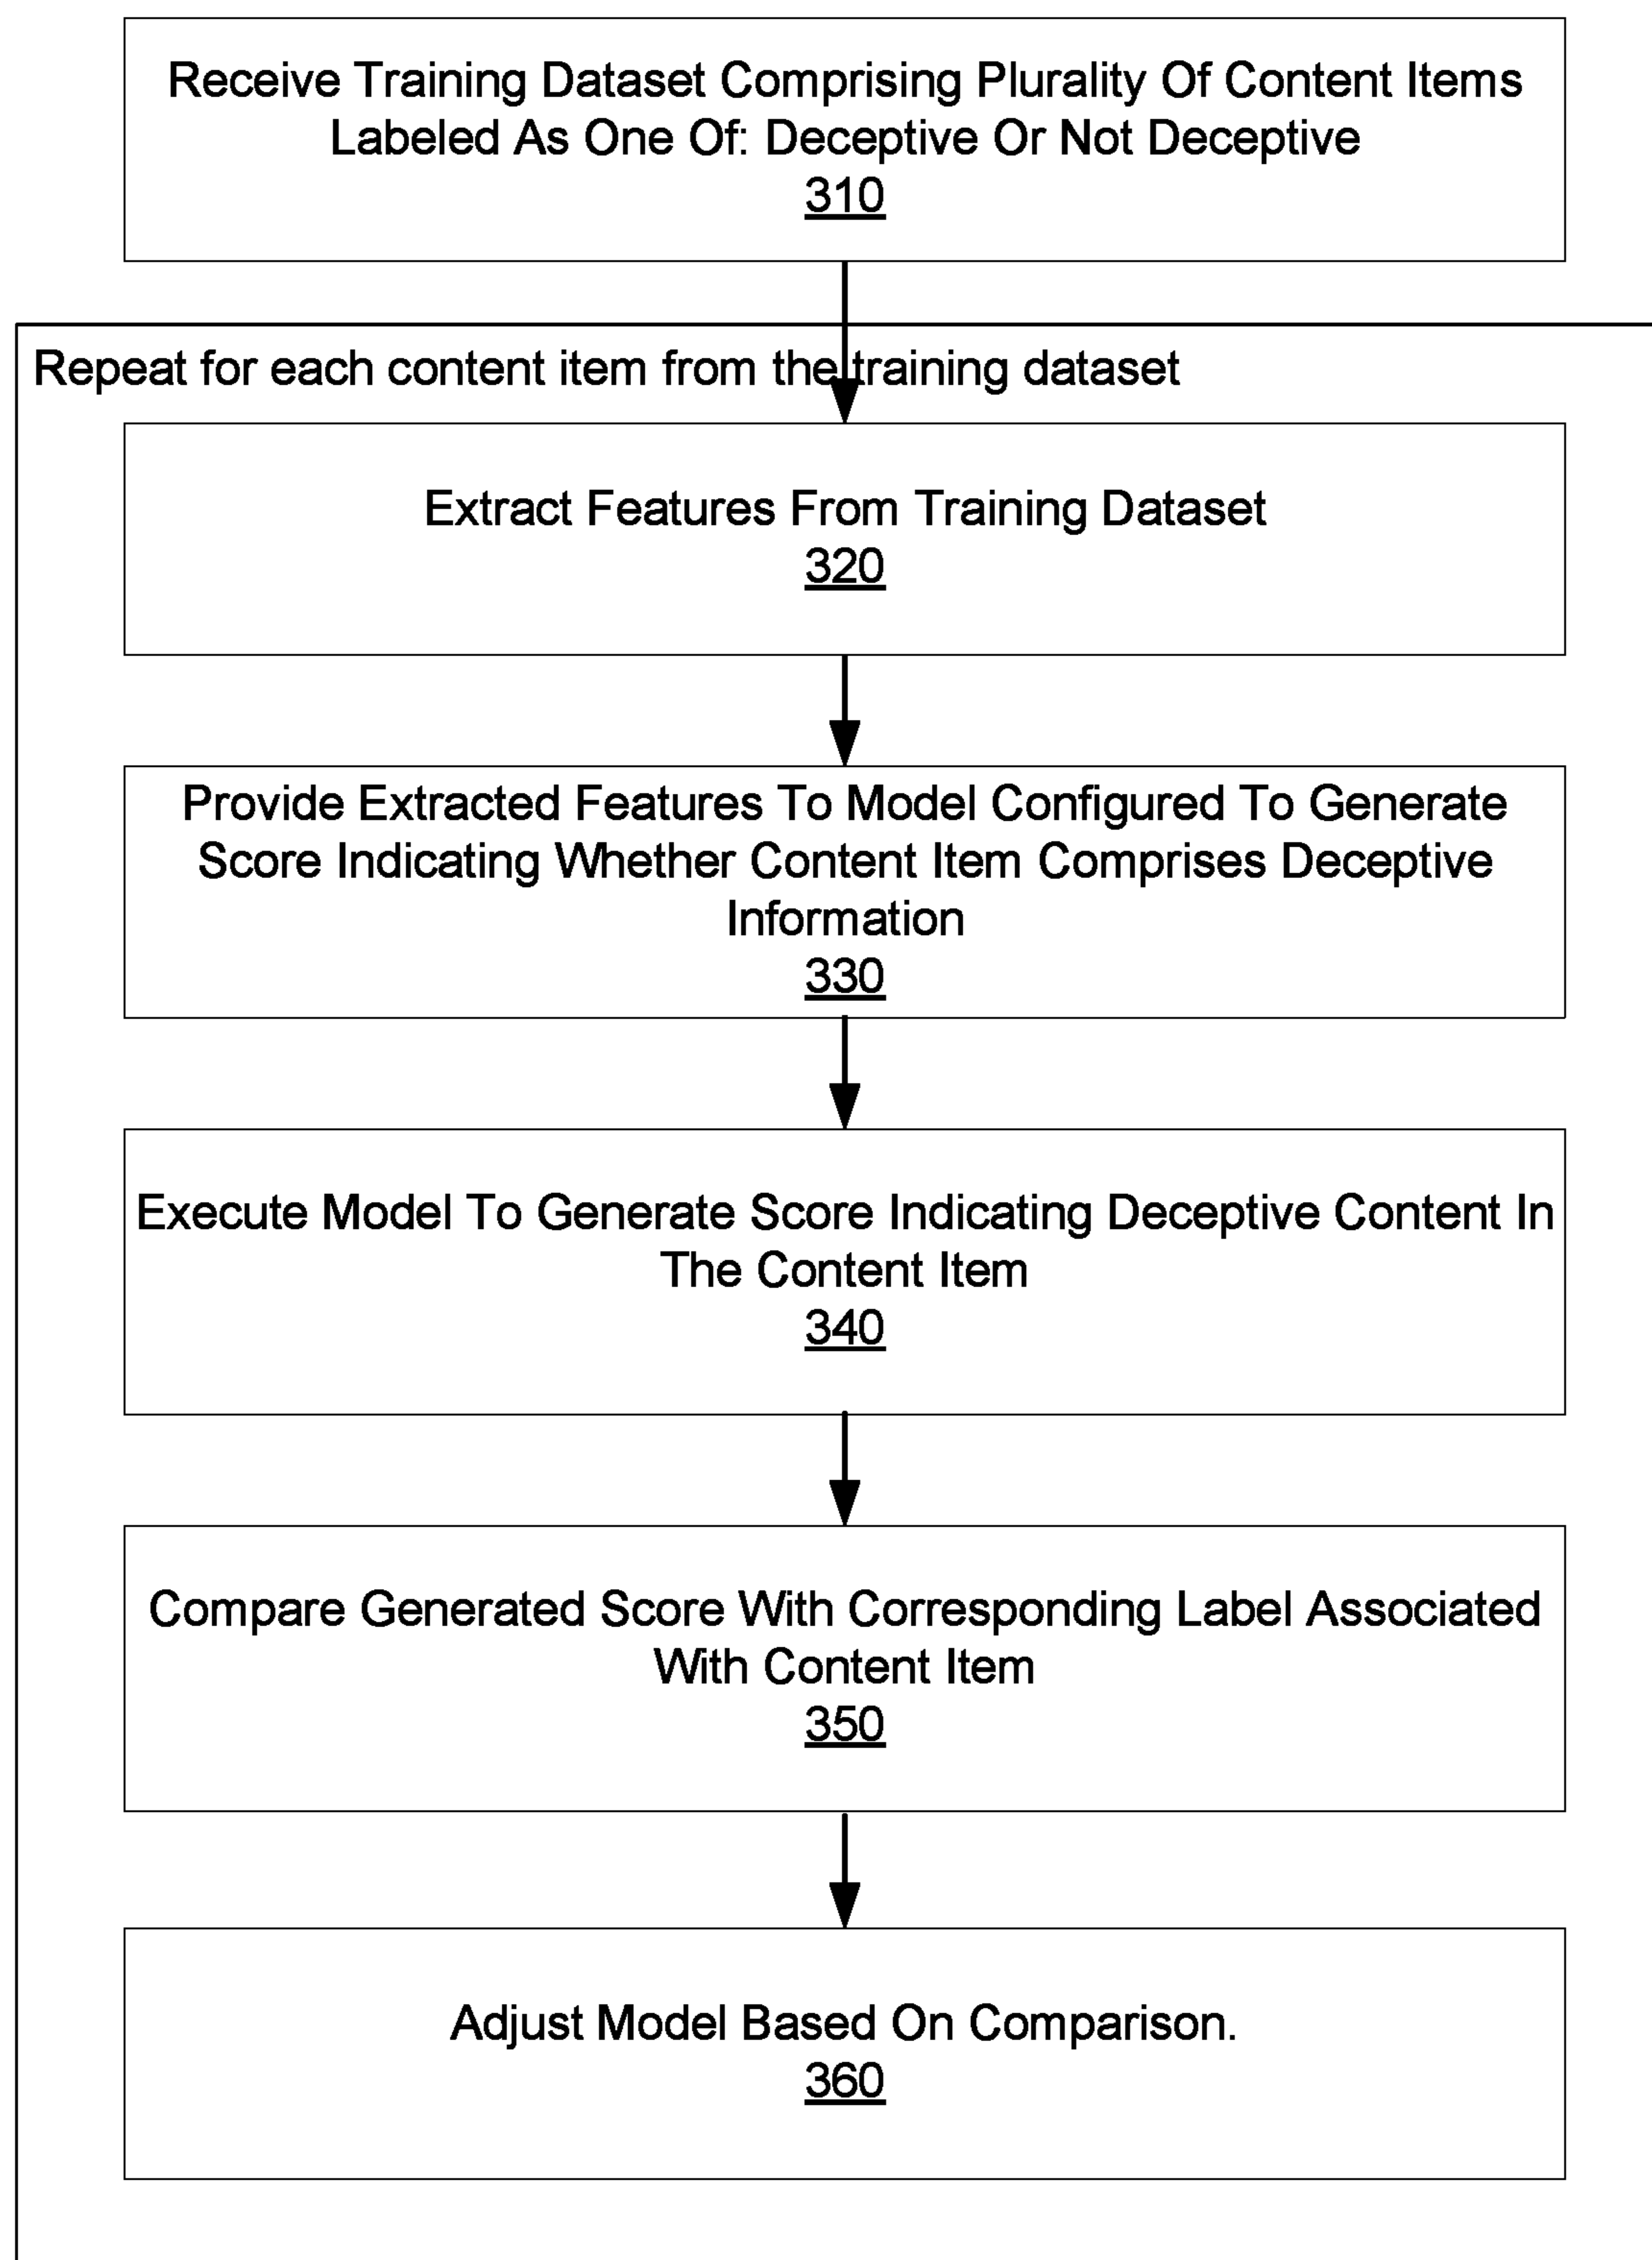 Receive Training Dataset Comprising Plurality Of Content Items
Labeled As One Of: Deceptive Or Not Deceptive
310
Repeat for each content item from the training dataset
Extract Features From Training Dataset
320
Provide Extracted Features To Model Configured To Generate
Score Indicating Whether Content Item Comprises Deceptive
Information
330
Execute Model To Generate Score Indicating Deceptive Content In
The Content Item
340
Compare Generated Score With Corresponding Label Associated
With Content Item
350
Adjust Model Based On Comparison.
360